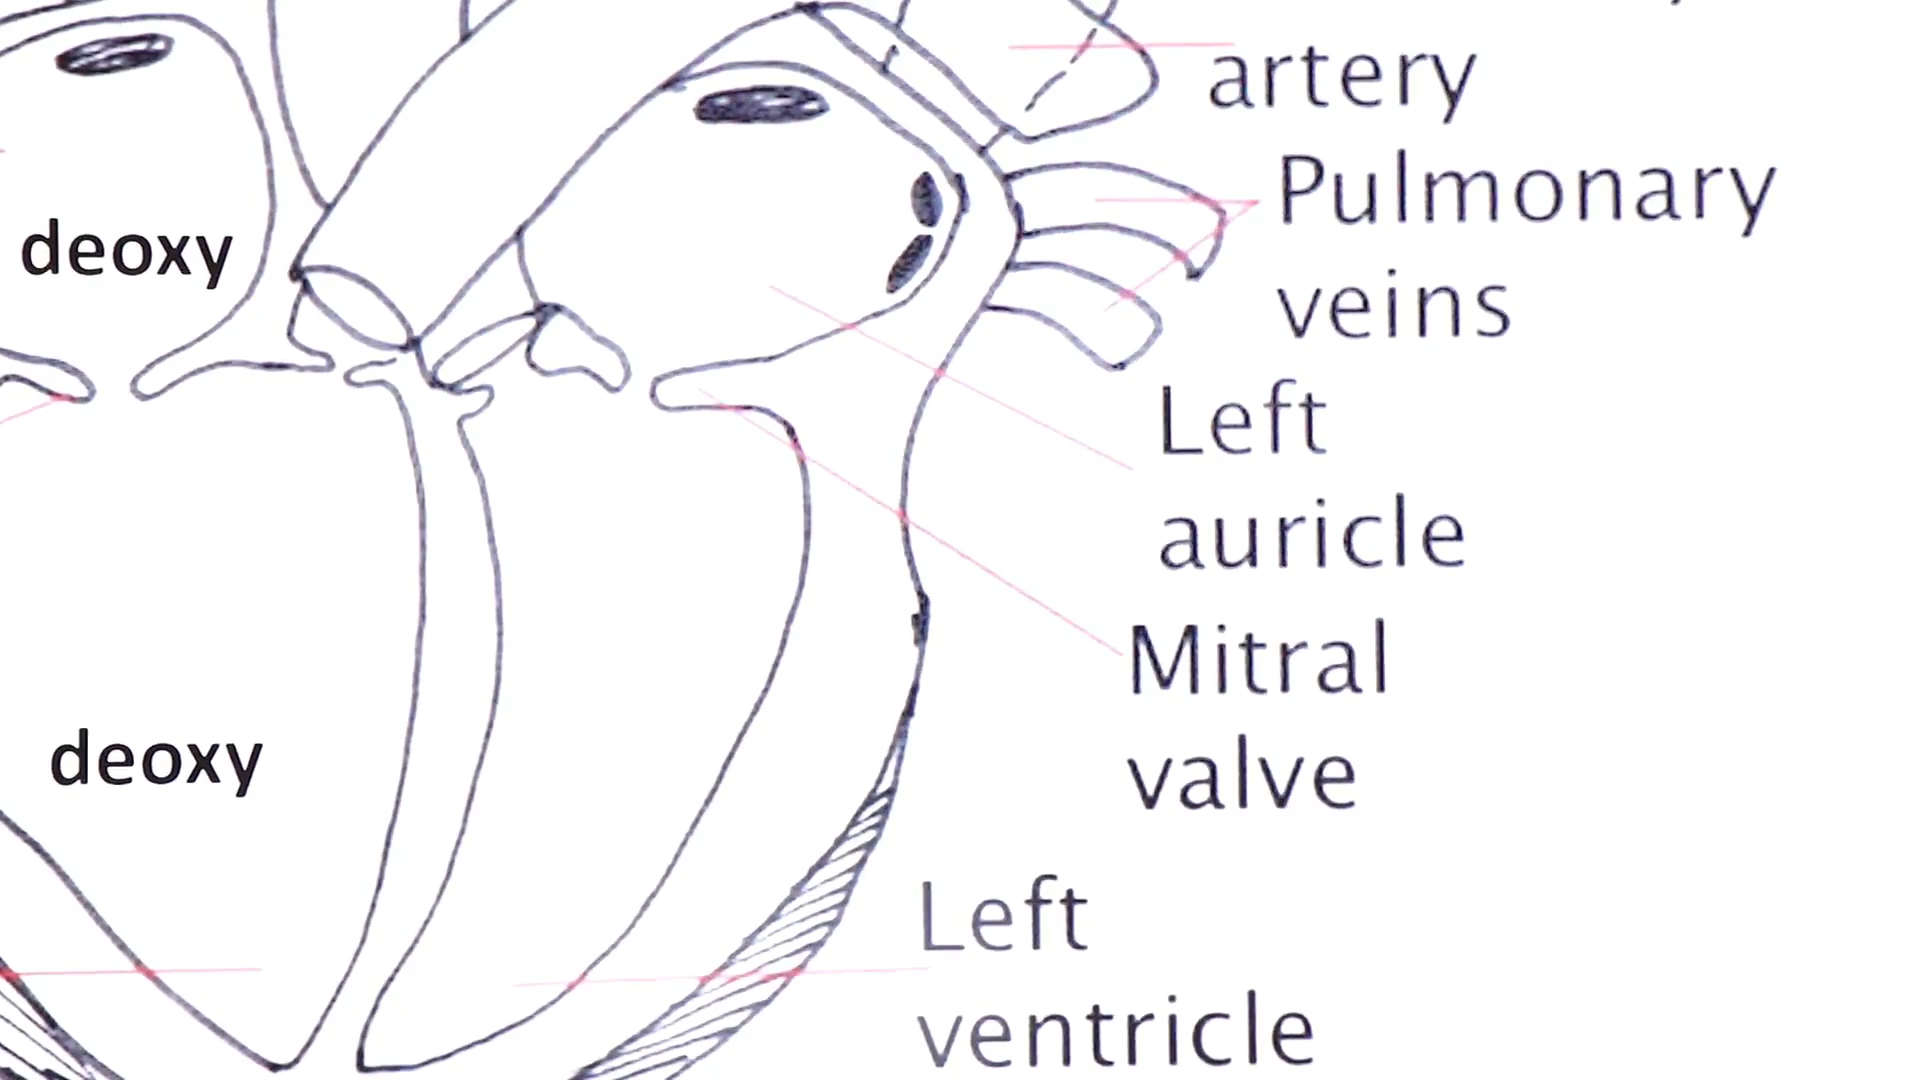 artery
Pulmonary
veins
deoxy
Left
auricle
Mitral
valve
deoxy
Left
ventricle